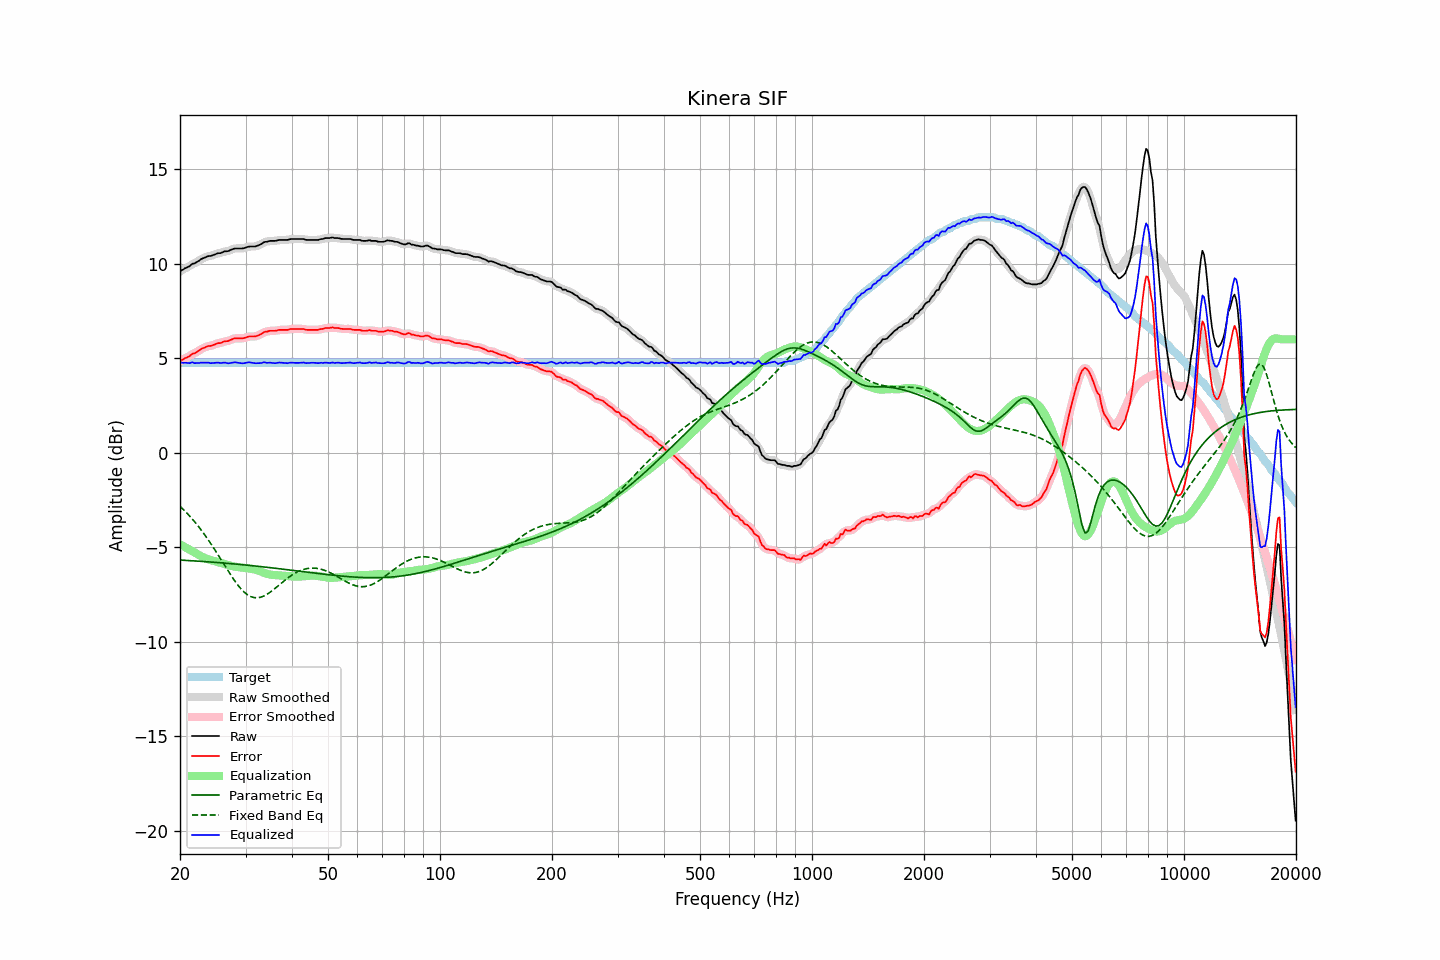 Kinera SIF
Amplitude (dBr)
15
10
5
0
−5
−10
−15
−20
Target
Raw Smoothed
Error Smoothed
Raw
Error
Equalization
Parametric Eq
Fixed Band Eq
Equalized
20 50 100 200 500 1000 2000 5000 10000 20000
Frequency (Hz)